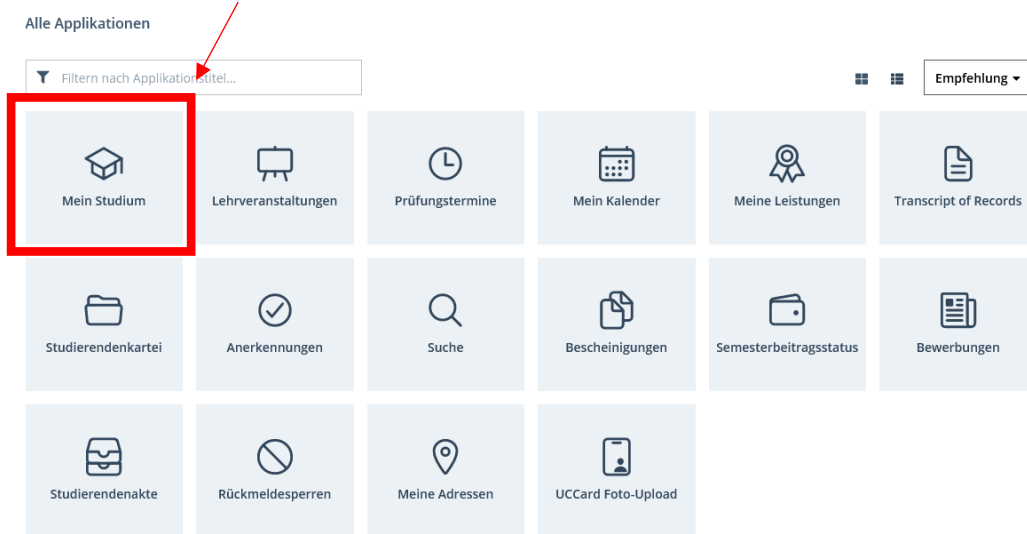 Alle Applikationen
Filtern nach Applikationstitel...
Empfehlung
Mein Studium
Lehrveranstaltungen
Prüfungstermine
Mein Kalender
Meine Leistungen
Transcript of Records
Studierendenkartei
Anerkennungen
Suche
Bescheinigungen
Semesterbeitragsstatus
Bewerbungen
Studierendenakte
Rückmeldesperren
Meine Adressen
UCCard Foto-Upload